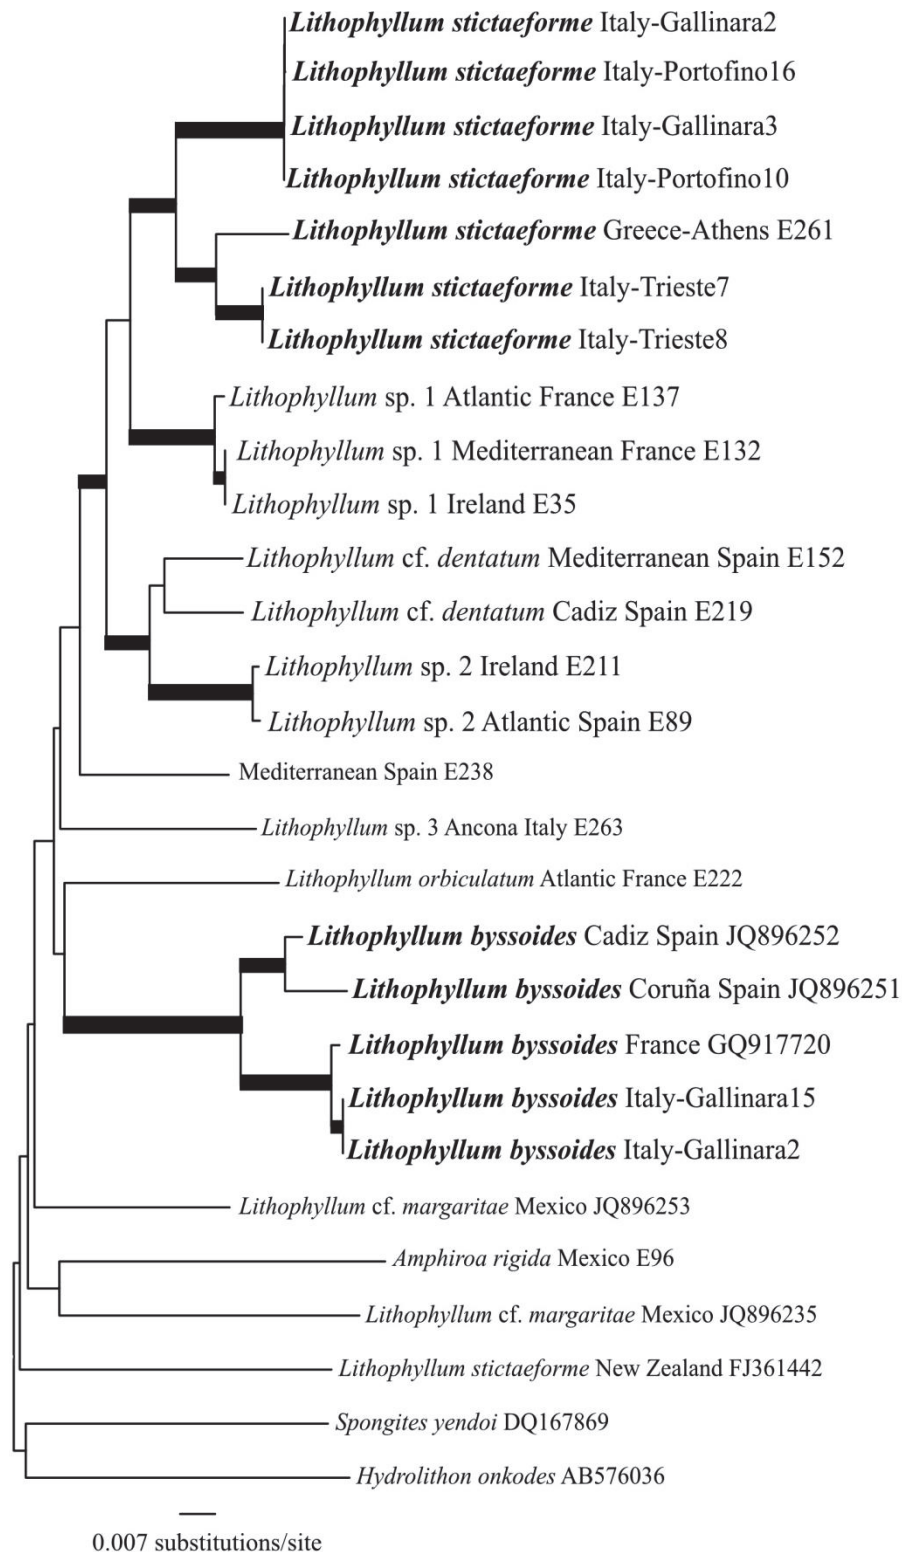 Lithophyllum stictaeforme Italy-Gallinara2
Lithophyllum stictaeforme Italy-Portofino16
Lithophyllum stictaeforme Italy-Gallinara3
Lithophyllum stictaeforme Italy-Portofino10
Lithophyllum stictaeforme Greece-Athens E261
Lithophyllum stictaeforme Italy-Trieste7
Lithophyllum stictaeforme Italy-Trieste8
Lithophyllum sp. 1 Atlantic France E137
Lithophyllum sp. 1 Mediterranean France E132
Lithophyllum sp. 1 Ireland E35
Lithophyllum cf. dentatum Mediterranean Spain E152
Lithophyllum cf. dentatum Cadiz Spain E219
Lithophyllum sp. 2 Ireland E211
Lithophyllum sp. 2 Atlantic Spain E89
Mediterranean Spain E238
Lithophyllum sp. 3 Ancona Italy E263
Lithophyllum orbiculatum Atlantic France E222
Lithophyllum byssoides Cadiz Spain JQ896252
Lithophyllum byssoides Coruña Spain JQ896251
Lithophyllum byssoides France GQ917720
Lithophyllum byssoides Italy-Gallinara15
Lithophyllum byssoides Italy-Gallinara2
Lithophyllum cf. margaritae Mexico JQ896253
Amphiroa rigida Mexico E96
Lithophyllum cf. margaritae Mexico JQ896235
Lithophyllum stictaeforme New Zealand FJ361442
Spongites yendoi DQ167869
Hydrolithon onkodes AB576036
0.007 substitutions/site